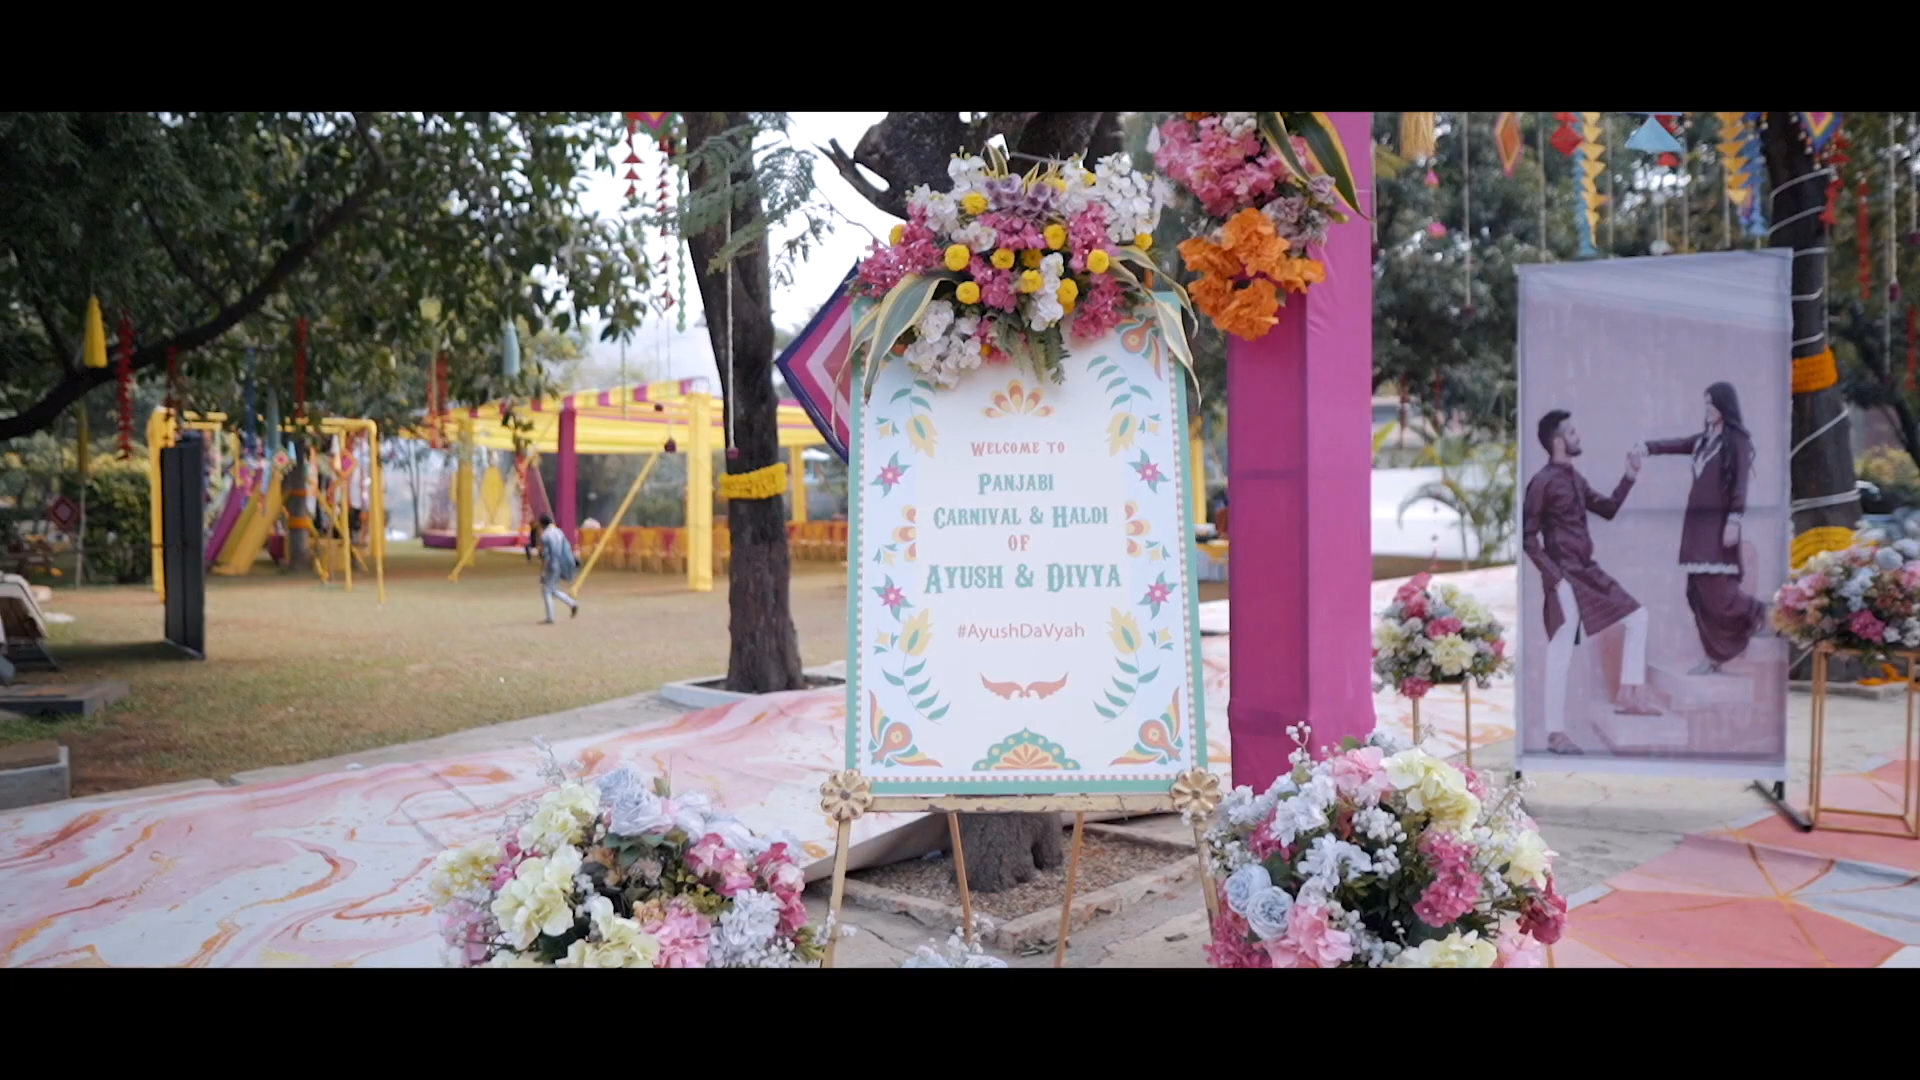 Welcome to
Panjabi
Carnival & Haldi
of
Ayush & Divya
#AyushDaVyah